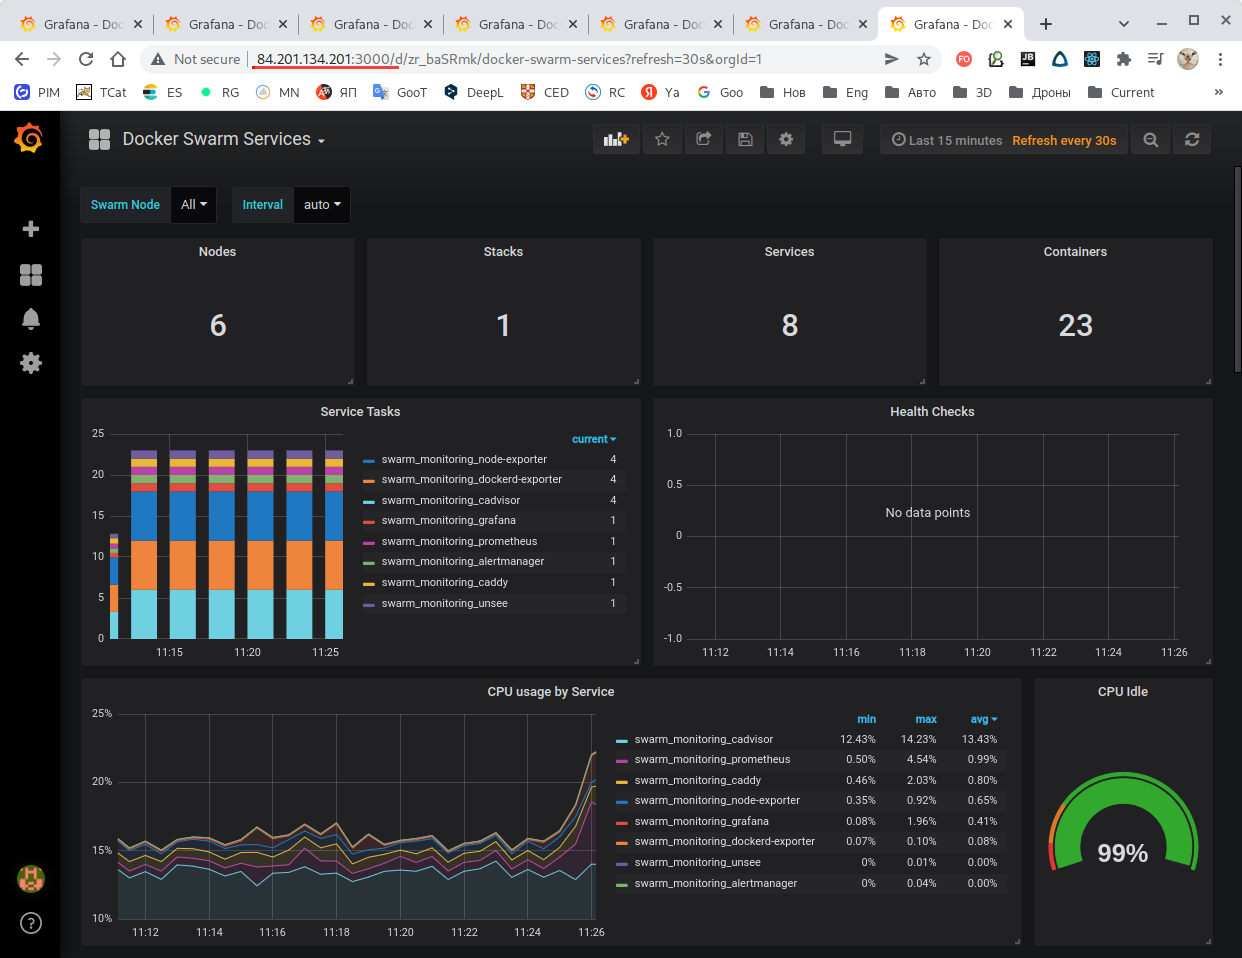 Grafana - Doc Grafana - Doc Grafana - Doc Grafana - Doc Grafana - Doc Grafana - Doc Grafana - Doc
Not secure 84.201.134.201:3000/d/zr_baSRmk/docker-swarm-services?refresh=30s&orgId=1
FO JB
PIM TCat ES RG MN ЯП GooT DeepL CED RC Ya Goo Нов Eng Авто 3D Дроны Current »
Docker Swarm Services
Last 15 minutes Refresh every 30s
Swarm Node All Interval auto
Nodes Stacks Services Containers
6 1 8 23
Service Tasks
25
20
15
10
5
0
11:15 11:20 11:25
current
swarm_monitoring_node-exporter 4
swarm_monitoring_dockerd-exporter 4
swarm_monitoring_cadvisor 4
swarm_monitoring_grafana 1
swarm_monitoring_prometheus 1
swarm_monitoring_alertmanager 1
swarm_monitoring_caddy 1
swarm_monitoring_unsee 1
Health Checks
1.0
0.5
No data points
0
-0.5
-1.0
11:12 11:14 11:16 11:18 11:20 11:22 11:24 11:26
CPU usage by Service
25%
20%
15%
10%
11:12 11:14 11:16 11:18 11:20 11:22 11:24 11:26
min max avg
swarm_monitoring_cadvisor 12.43% 14.23% 13.43%
swarm_monitoring_prometheus 0.50% 4.54% 0.99%
swarm_monitoring_caddy 0.46% 2.03% 0.80%
swarm_monitoring_node-exporter 0.35% 0.92% 0.65%
swarm_monitoring_grafana 0.08% 1.96% 0.41%
swarm_monitoring_dockerd-exporter 0.07% 0.10% 0.08%
swarm_monitoring_unsee 0% 0.01% 0.00%
swarm_monitoring_alertmanager 0% 0.04% 0.00%
CPU Idle
99%